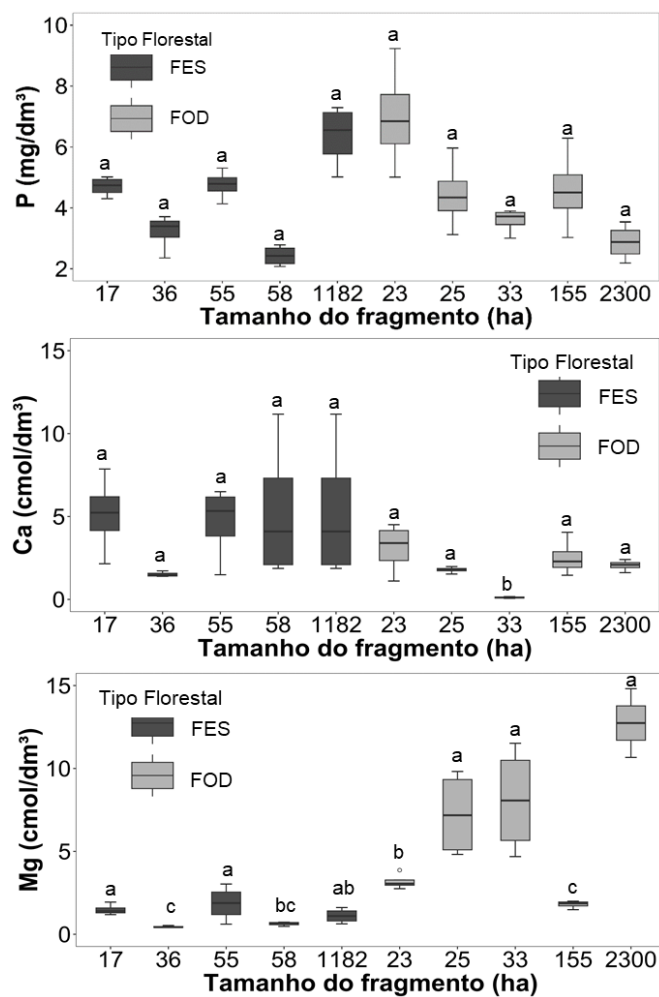 10
8
6
4
2
P (mg/dm³)
Tipo Florestal
FES
FOD
a a a a a a a a a a
17 36 55 58 1182 23 25 33 155 2300
Tamanho do fragmento (ha)
15
10
5
0
Ca (cmol/dm³)
Tipo Florestal
FES
FOD
a a a a a a a b a a
17 36 55 58 1182 23 25 33 155 2300
Tamanho do fragmento (ha)
15
10
5
0
Mg (cmol/dm³)
Tipo Florestal
FES
FOD
a c a bc ab b a a c a
17 36 55 58 1182 23 25 33 155 2300
Tamanho do fragmento (ha)